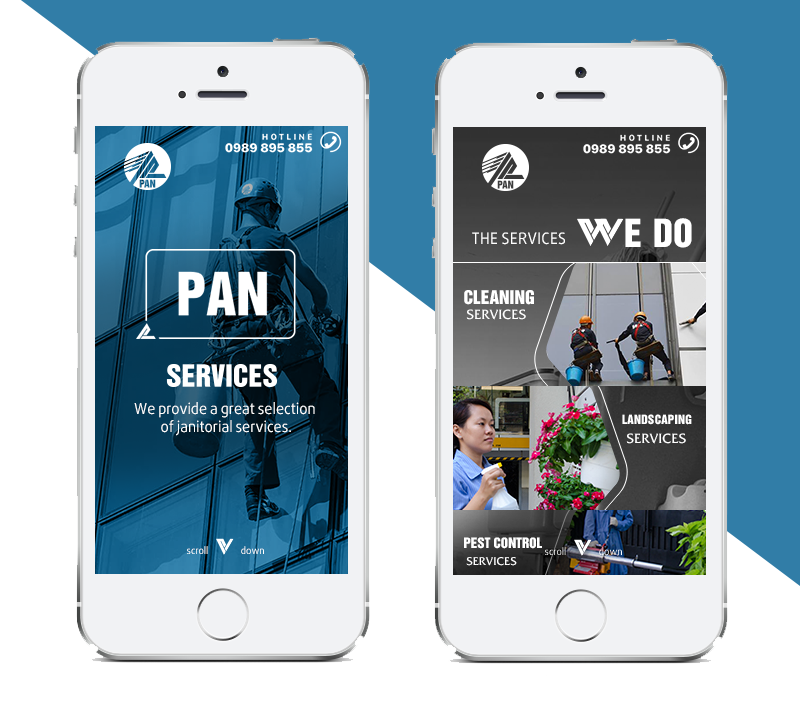 HOTLINE
0989 895 855
PAN
PAN
SERVICES
We provide a great selection
of janitorial services.
scroll down
HOTLINE
0989 895 855
PAN
THE SERVICES WE DO
CLEANING
SERVICES
LANDSCAPING
SERVICES
PEST CONTROL
SERVICES
scroll down